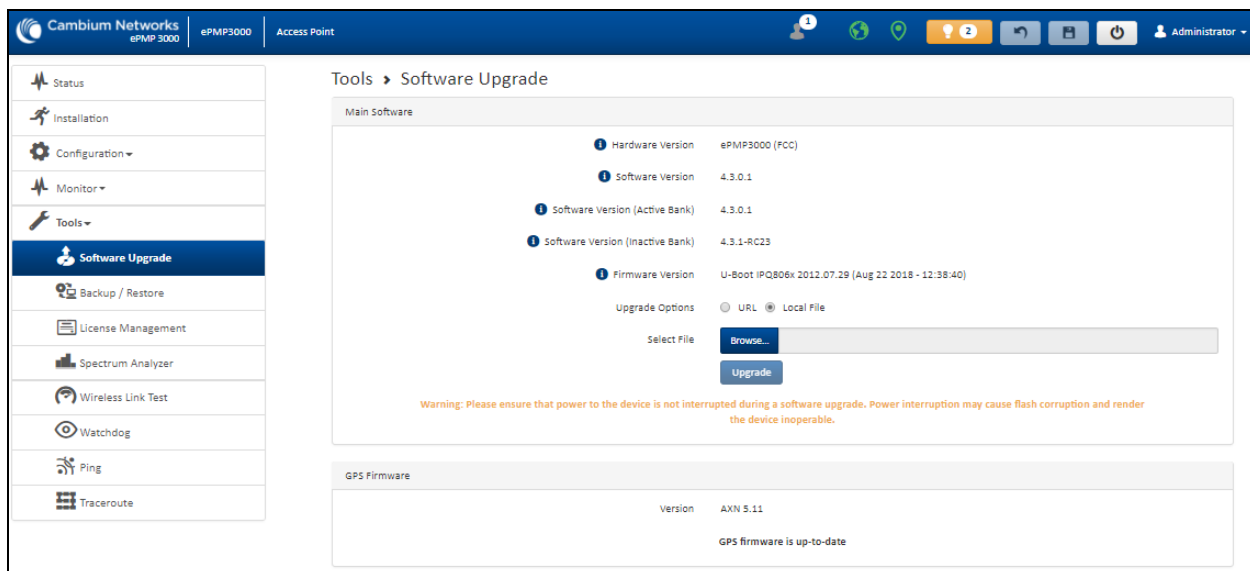 Cambium Networks
ePMP 3000
ePMP3000
Access Point
1
2
Administrator
Status
Installation
Configuration
Monitor
Tools
Software Upgrade
Backup / Restore
License Management
Spectrum Analyzer
Wireless Link Test
Watchdog
Ping
Traceroute
Tools > Software Upgrade
Main Software
Hardware Version ePMP3000 (FCC)
Software Version 4.3.0.1
Software Version (Active Bank) 4.3.0.1
Software Version (Inactive Bank) 4.3.1-RC23
Firmware Version U-Boot IPQ806x 2012.07.29 (Aug 22 2018 - 12:38:40)
Upgrade Options URL Local File
Select File Browse...
Upgrade
Warning: Please ensure that power to the device is not interrupted during a software upgrade. Power interruption may cause flash corruption and render
the device inoperable.
GPS Firmware
Version AXN 5.11
GPS firmware is up-to-date